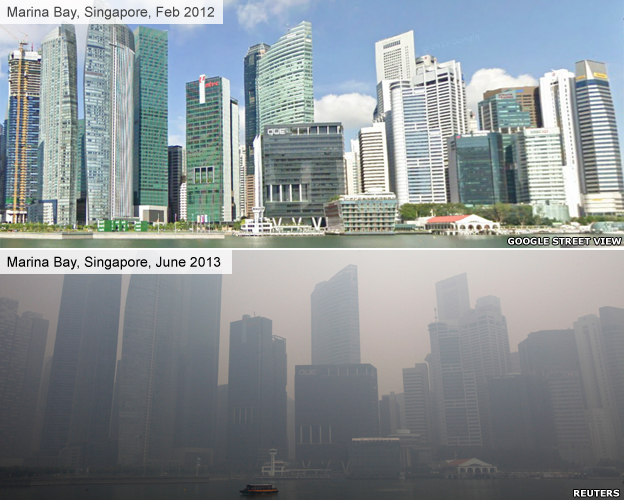 Marina Bay, Singapore, Feb 2012
GOOGLE STREET VIEW
Marina Bay, Singapore, June 2013
REUTERS